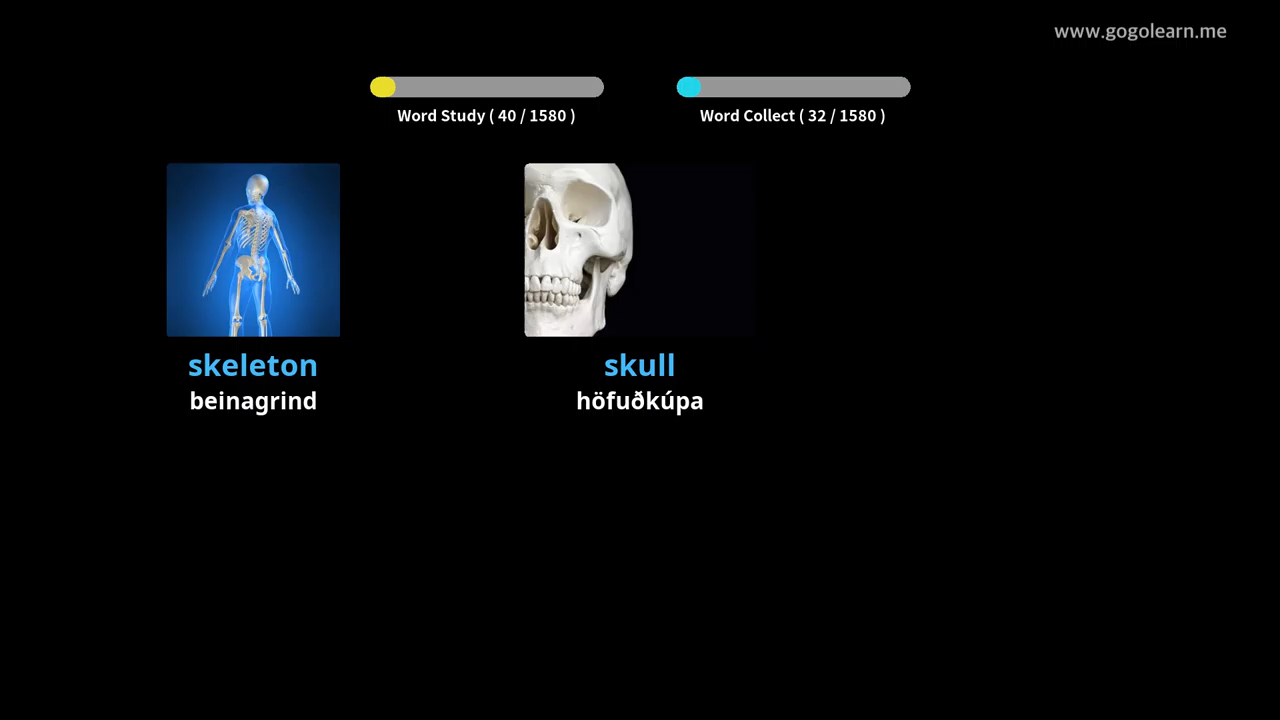 www.gogolearn.me
Word Study ( 40 / 1580 )
Word Collect ( 32 / 1580 )
skeleton
beinagrind
skull
höfuðkúpa